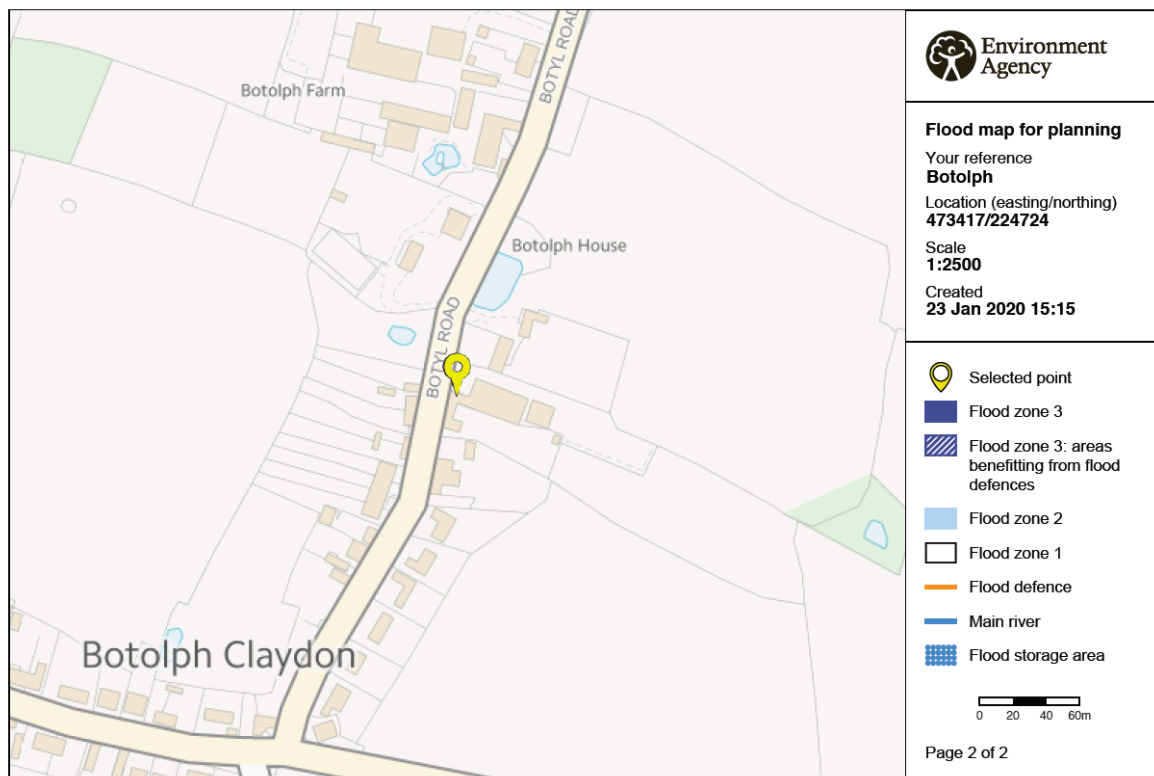 BOTYL ROAD
Botolph Farm
Botolph House
BOTYL ROAD
Botolph Claydon
Environment
Agency
Flood map for planning
Your reference
Botolph
Location (easting/northing)
473417/224724
Scale
1:2500
Created
23 Jan 2020 15:15
Selected point
Flood zone 3
Flood zone 3: areas
benefitting from flood
defences
Flood zone 2
Flood zone 1
Flood defence
Main river
Flood storage area
0 20 40 60m
Page 2 of 2